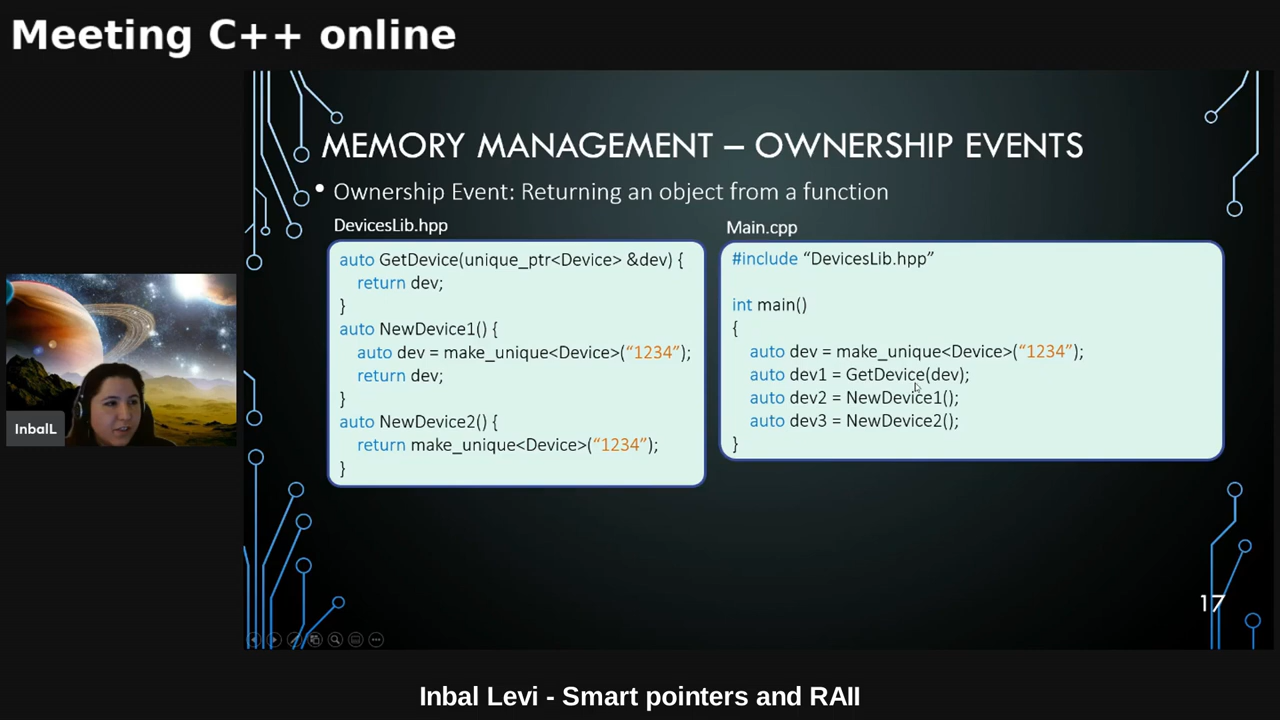 Meeting C++ online
MEMORY MANAGEMENT – OWNERSHIP EVENTS
• Ownership Event: Returning an object from a function
DevicesLib.hpp
auto GetDevice(unique_ptr<Device> &dev) {
return dev;
}
auto NewDevice1() {
auto dev = make_unique<Device>(“1234”);
return dev;
}
auto NewDevice2() {
return make_unique<Device>(“1234”);
}
Main.cpp
#include “DevicesLib.hpp”
int main()
{
auto dev = make_unique<Device>(“1234”);
auto dev1 = GetDevice(dev);
auto dev2 = NewDevice1();
auto dev3 = NewDevice2();
}
InbalL
17
Inbal Levi - Smart pointers and RAII